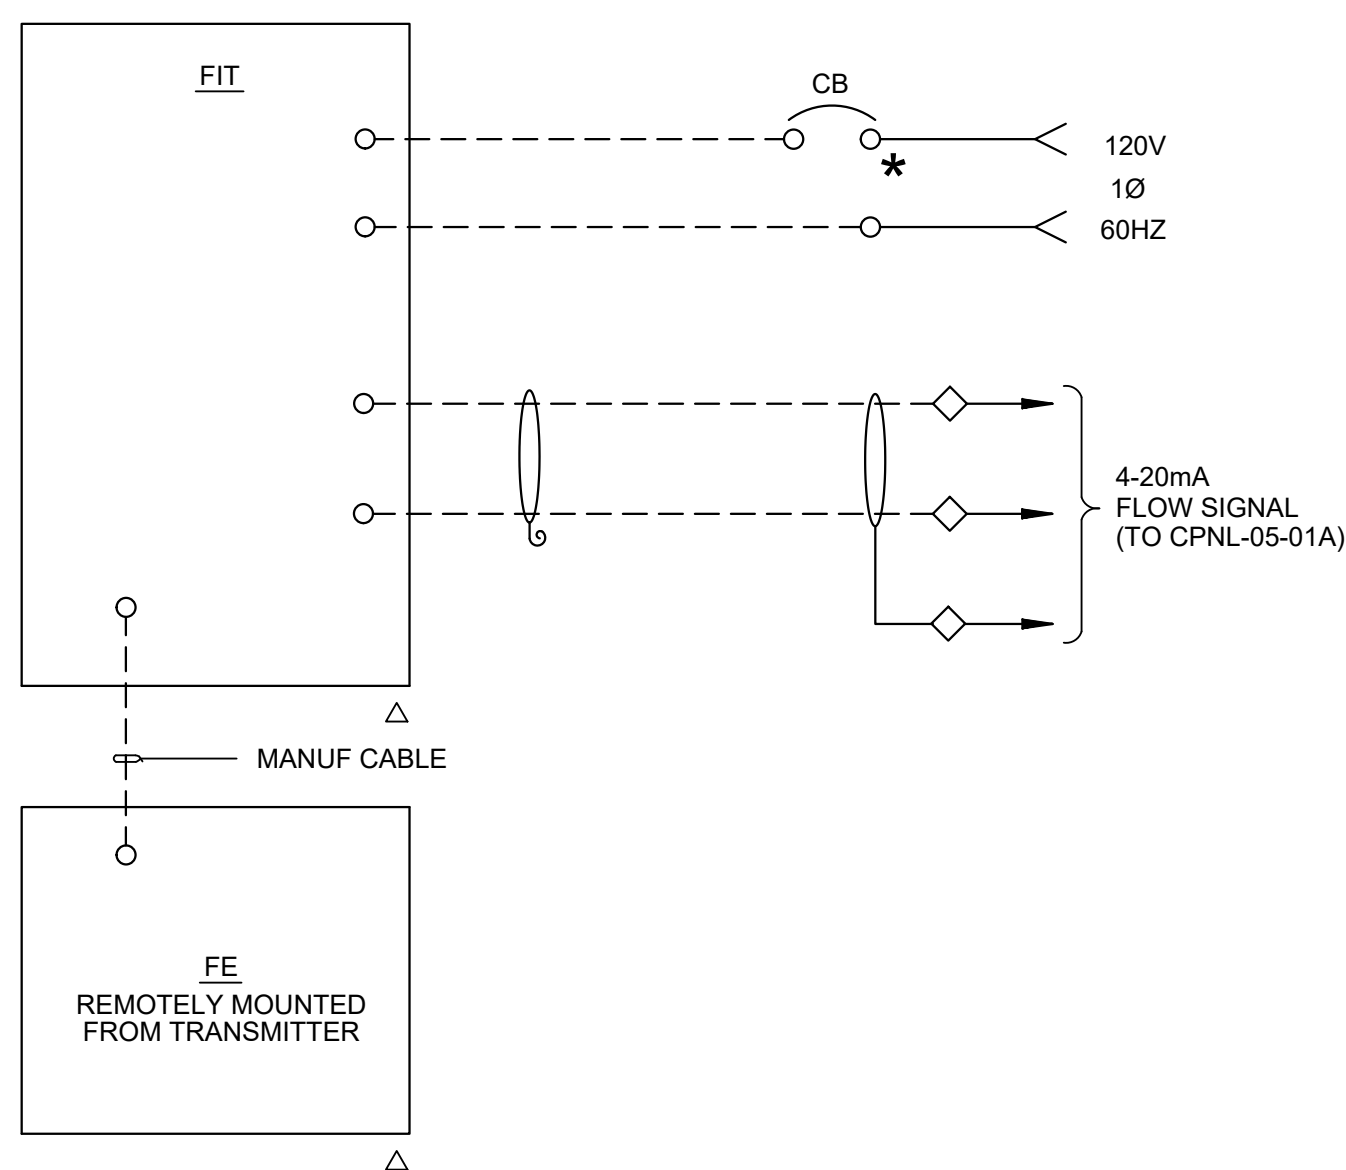 FIT
CB
*
120V
1Ø
60HZ
4-20mA
FLOW SIGNAL
(TO CPNL-05-01A)
MANUF CABLE
FE
REMOTELY MOUNTED
FROM TRANSMITTER